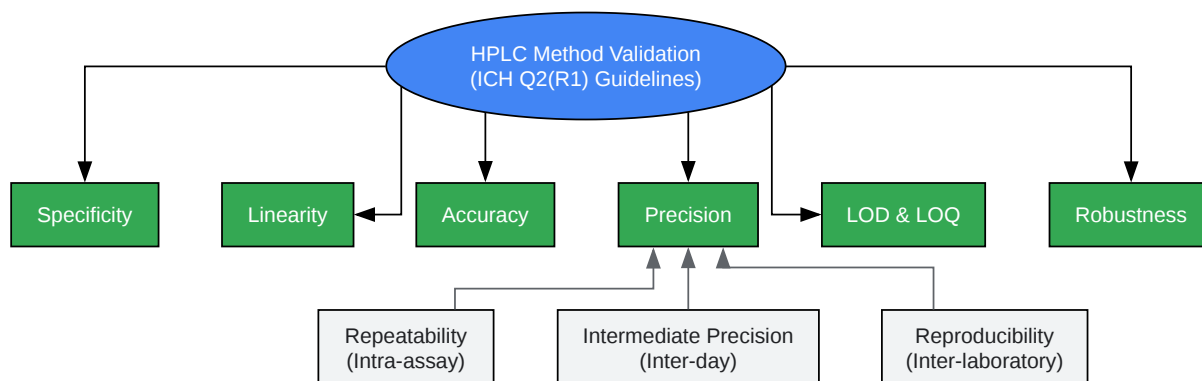 HPLC Method Validation
(ICH Q2(R1) Guidelines)
Specificity
Linearity
Accuracy
Precision
LOD & LOQ
Robustness
Repeatability
(Intra-assay)
Intermediate Precision
(Inter-day)
Reproducibility
(Inter-laboratory)